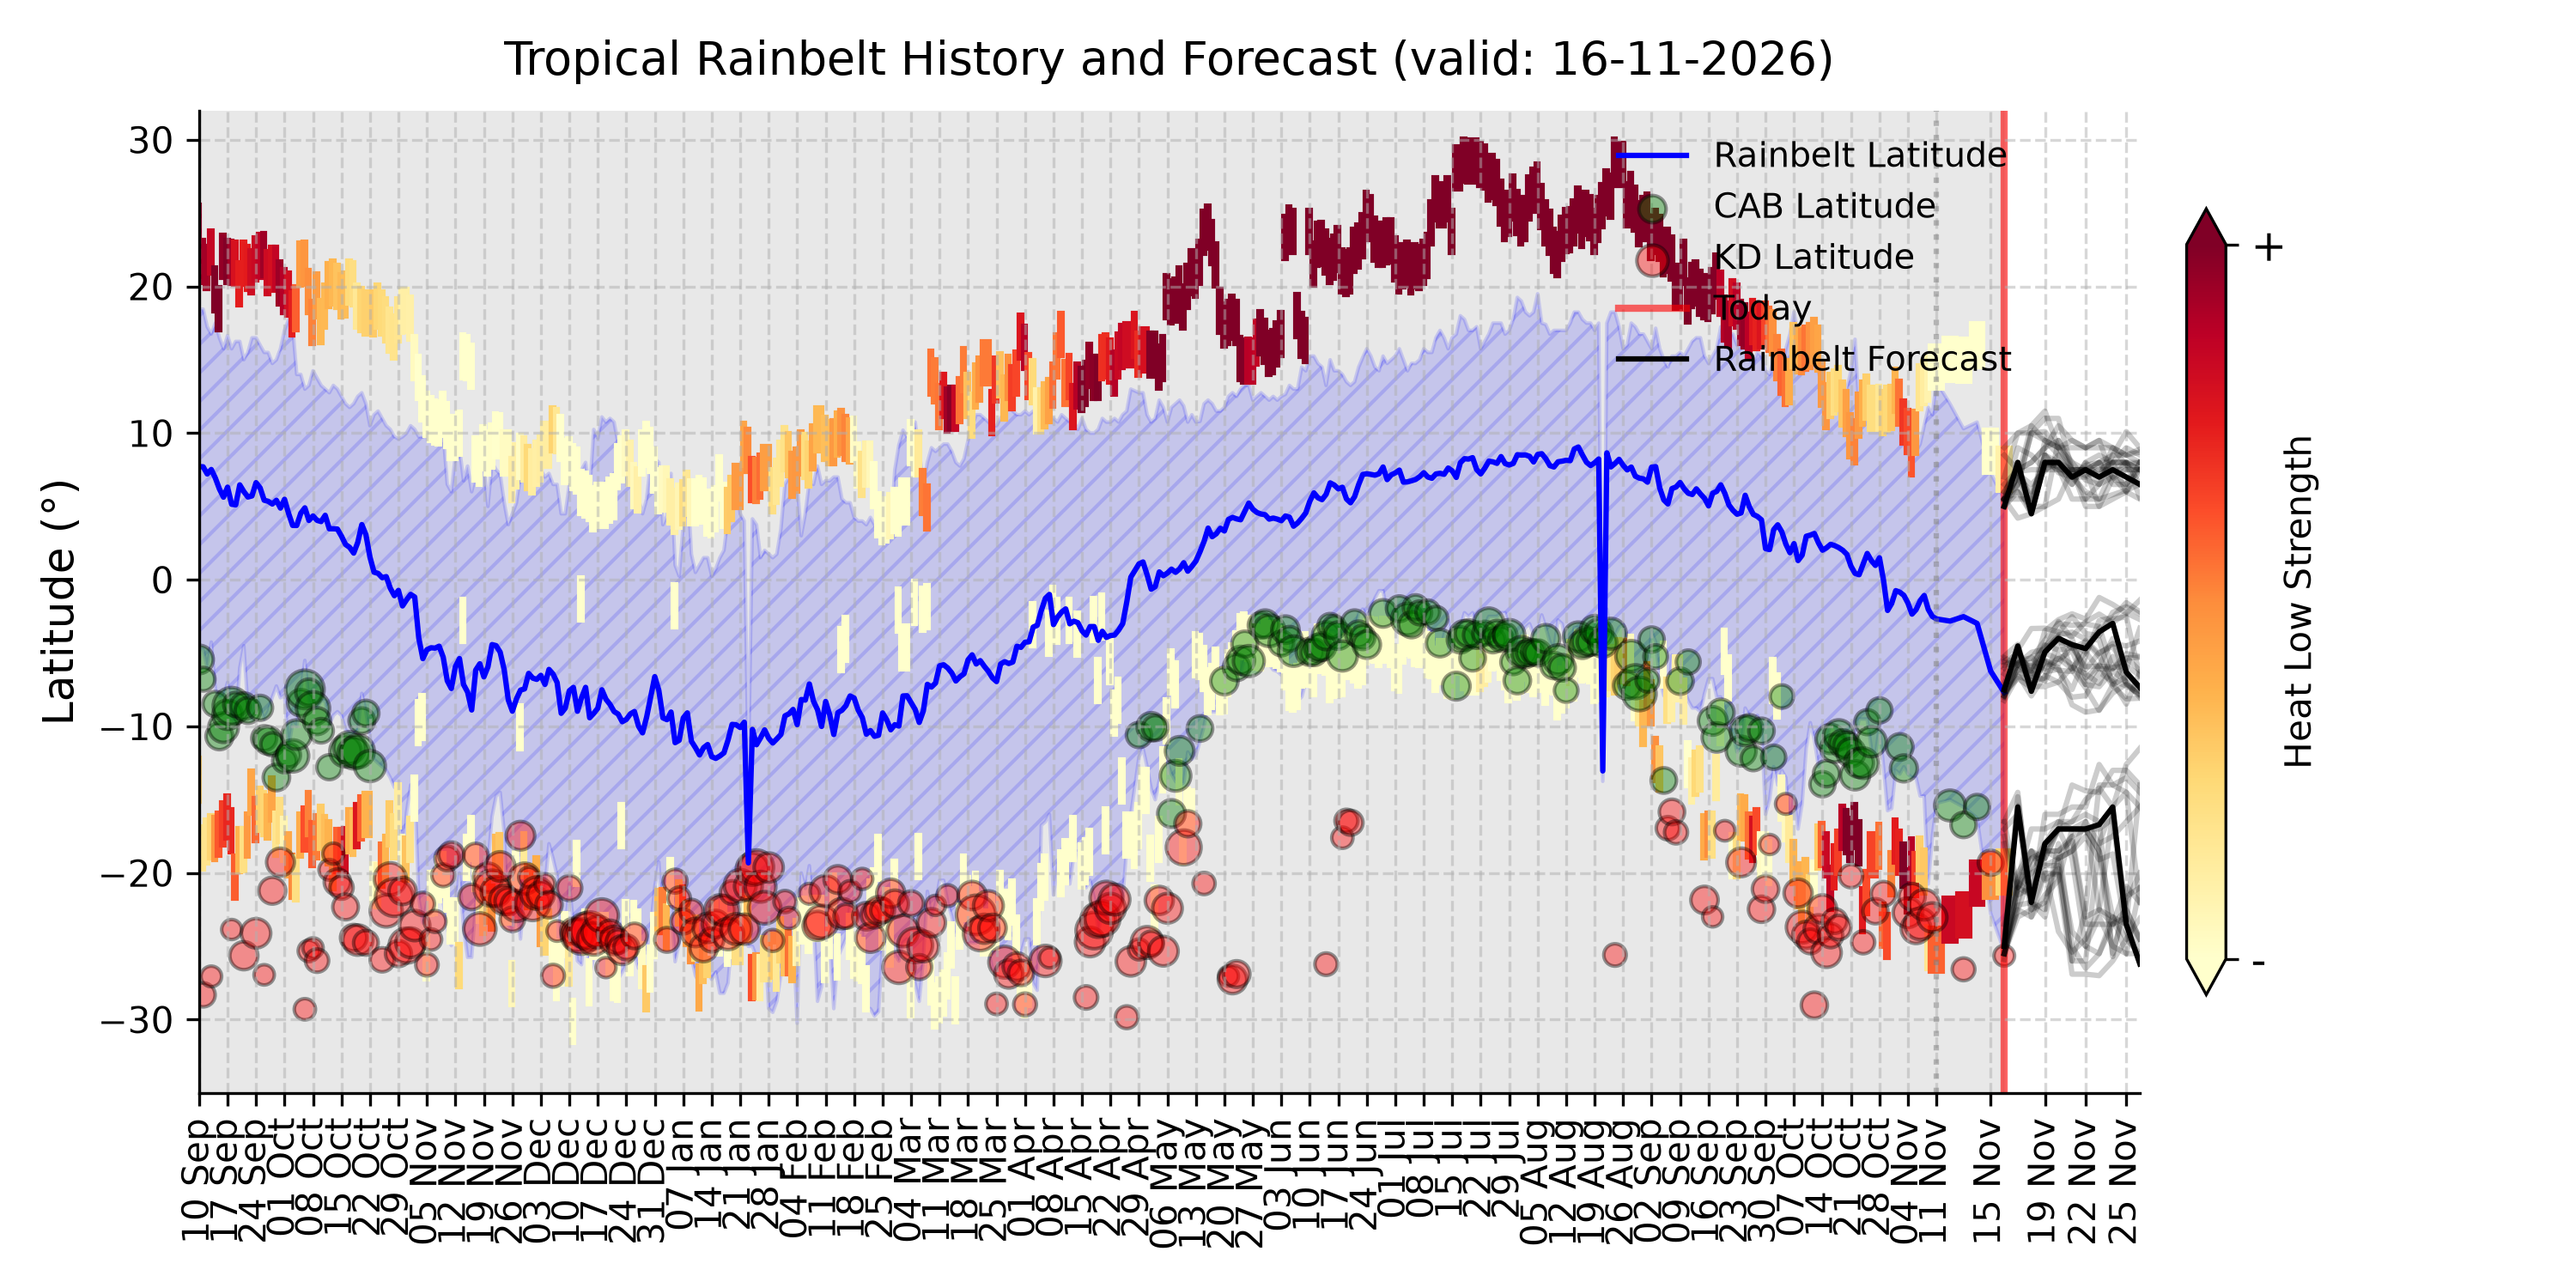 Tropical Rainbelt History and Forecast (valid: 16-11-2026)
Latitude (°)
30
20
10
0
−10
−20
−30
Rainbelt Latitude
CAB Latitude
KD Latitude
Today
Rainbelt Forecast
10 Sep
17 Sep
24 Sep
01 Oct
08 Oct
15 Oct
22 Oct
29 Oct
05 Nov
12 Nov
19 Nov
26 Nov
03 Dec
10 Dec
17 Dec
24 Dec
31 Dec
07 Jan
14 Jan
21 Jan
28 Jan
04 Feb
11 Feb
18 Feb
25 Feb
04 Mar
11 Mar
18 Mar
25 Mar
01 Apr
08 Apr
15 Apr
22 Apr
29 Apr
06 May
13 May
20 May
27 May
03 Jun
10 Jun
17 Jun
24 Jun
01 Jul
08 Jul
15 Jul
22 Jul
29 Jul
05 Aug
12 Aug
19 Aug
26 Aug
02 Sep
09 Sep
16 Sep
23 Sep
30 Sep
07 Oct
14 Oct
21 Oct
28 Oct
04 Nov
11 Nov
15 Nov
19 Nov
22 Nov
25 Nov
+
-
Heat Low Strength